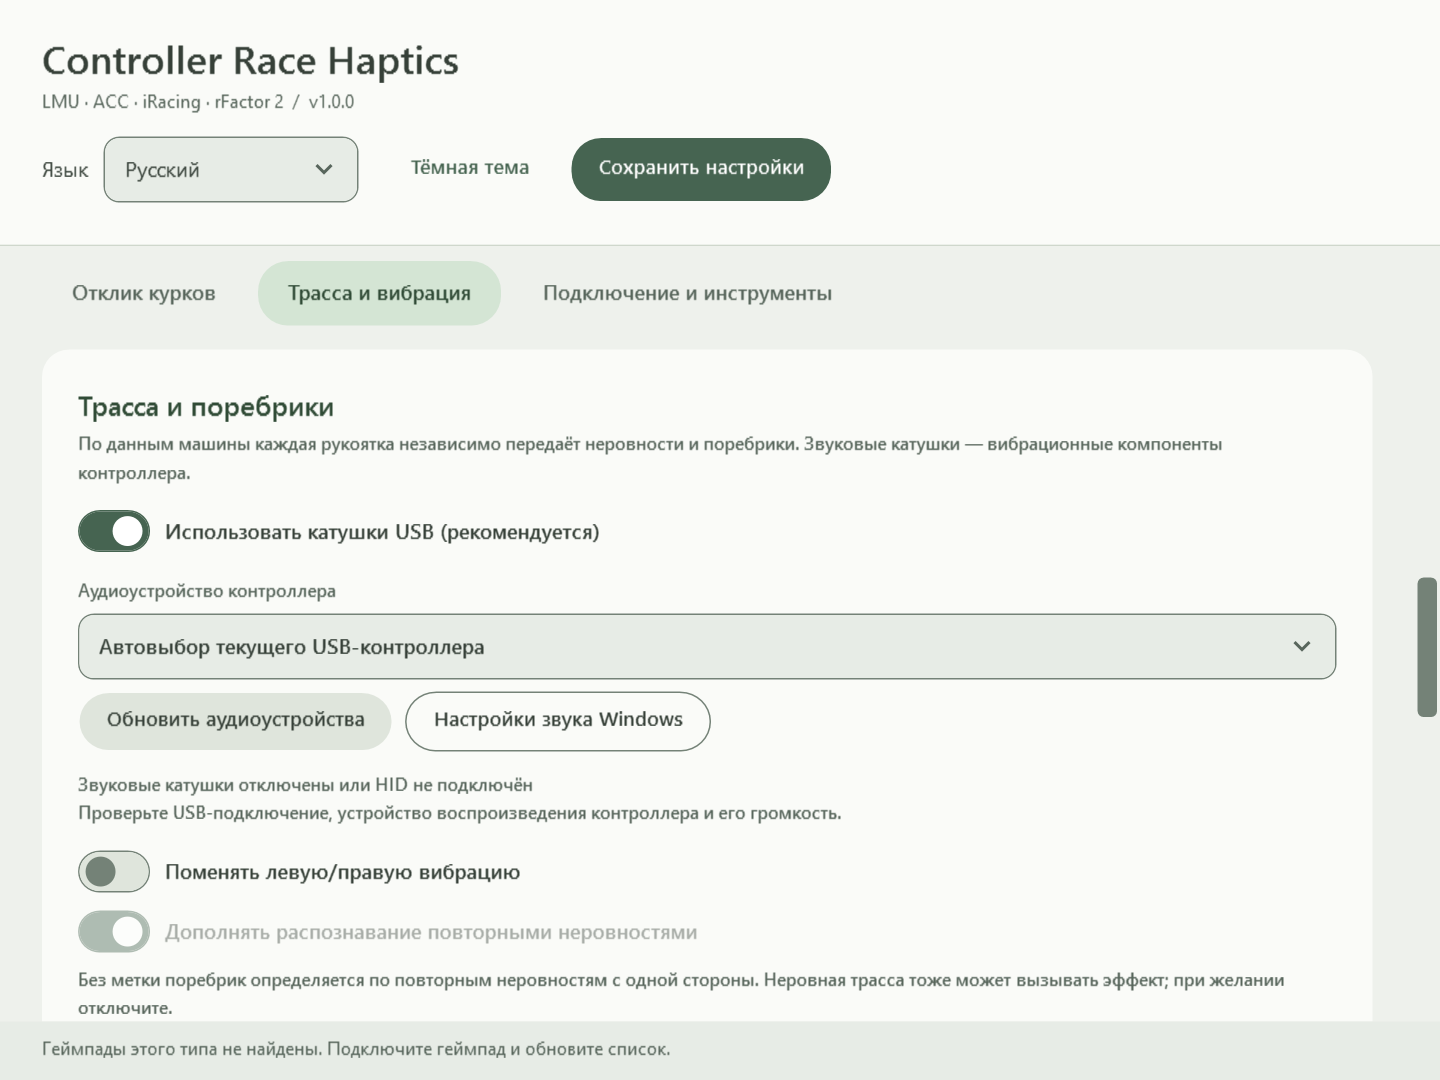 Controller Race Haptics
LMU · ACC · iRacing · rFactor 2 / v1.0.0
Язык
Русский
Тёмная тема
Сохранить настройки
Отклик курков
Трасса и вибрация
Подключение и инструменты
Трасса и поребрики
По данным машины каждая рукоятка независимо передаёт неровности и поребрики. Звуковые катушки — вибрационные компоненты
контроллера.
Использовать катушки USB (рекомендуется)
Аудиоустройство контроллера
Автовыбор текущего USB-контроллера
Обновить аудиоустройства
Настройки звука Windows
Звуковые катушки отключены или HID не подключён
Проверьте USB-подключение, устройство воспроизведения контроллера и его громкость.
Поменять левую/правую вибрацию
Дополнять распознавание повторными неровностями
Без метки поребрик определяется по повторным неровностям с одной стороны. Неровная трасса тоже может вызывать эффект; при желании
отключите.
Геймпады этого типа не найдены. Подключите геймпад и обновите список.